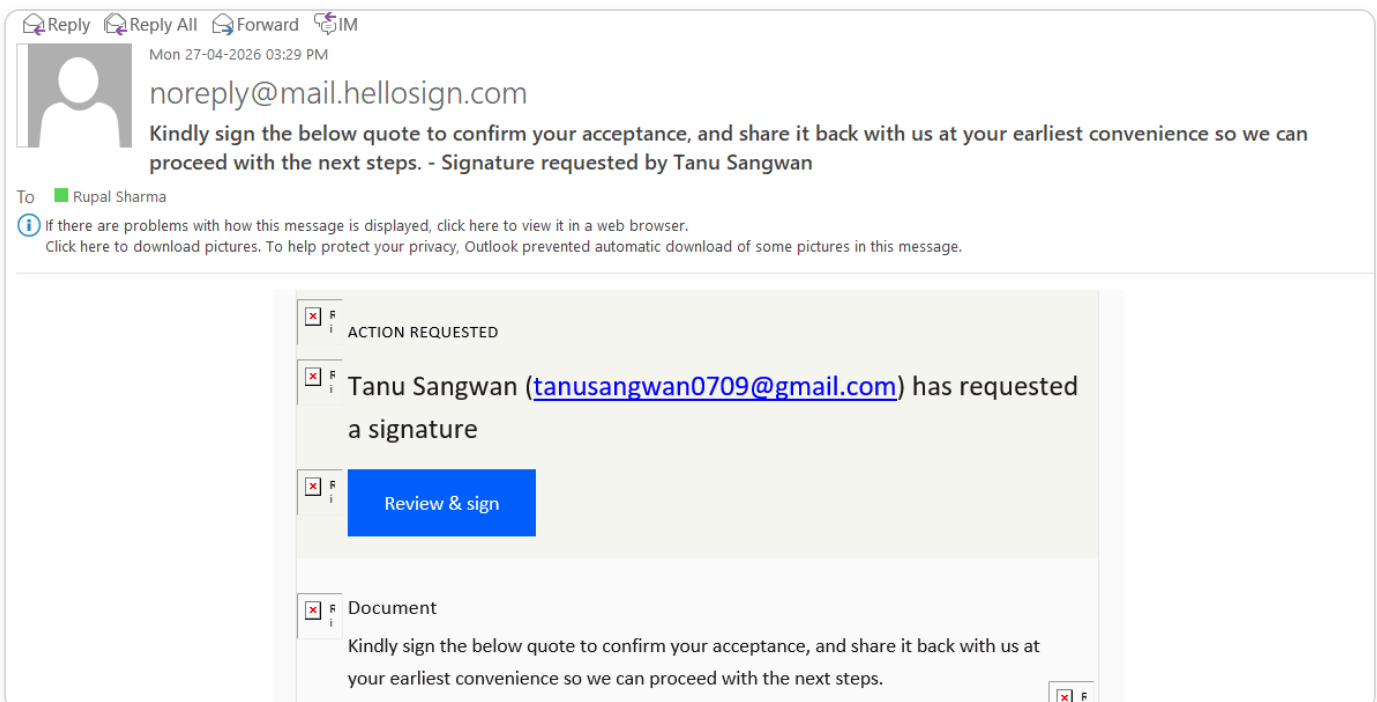 Reply Reply All Forward IM
Mon 27-04-2026 03:29 PM
noreply@mail.hellosign.com
Kindly sign the below quote to confirm your acceptance, and share it back with us at your earliest convenience so we can
proceed with the next steps. - Signature requested by Tanu Sangwan
To Rupal Sharma
If there are problems with how this message is displayed, click here to view it in a web browser.
Click here to download pictures. To help protect your privacy, Outlook prevented automatic download of some pictures in this message.
ACTION REQUESTED
Tanu Sangwan (tanusangwan0709@gmail.com) has requested
a signature
Review & sign
Document
Kindly sign the below quote to confirm your acceptance, and share it back with us at
your earliest convenience so we can proceed with the next steps.